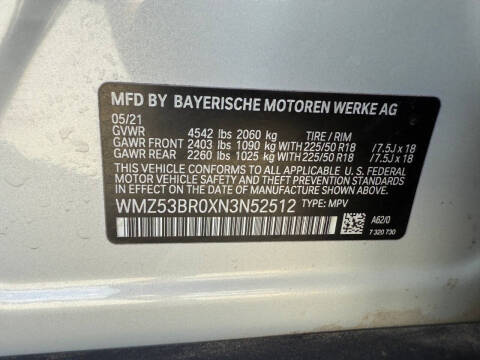 MFD BY BAYERISCHE MOTOREN WERKE AG
05/21
GVWR 4542 lbs 2060 kg TIRE / RIM
GAWR FRONT 2403 lbs 1090 kg WITH 225/50 R18 / 7.5J x 18
GAWR REAR 2260 lbs 1025 kg WITH 225/50 R18 / 7.5J x 18
THIS VEHICLE CONFORMS TO ALL APPLICABLE U. S. FEDERAL
MOTOR VEHICLE SAFETY, BUMPER, AND THEFT PREVENTION
STANDARDS IN EFFECT ON THE DATE OF MANUFACTURE SHOWN ABOVE.
WMZ53BR0XN3N52512 TYPE: MPV
A62/0
7 320 730